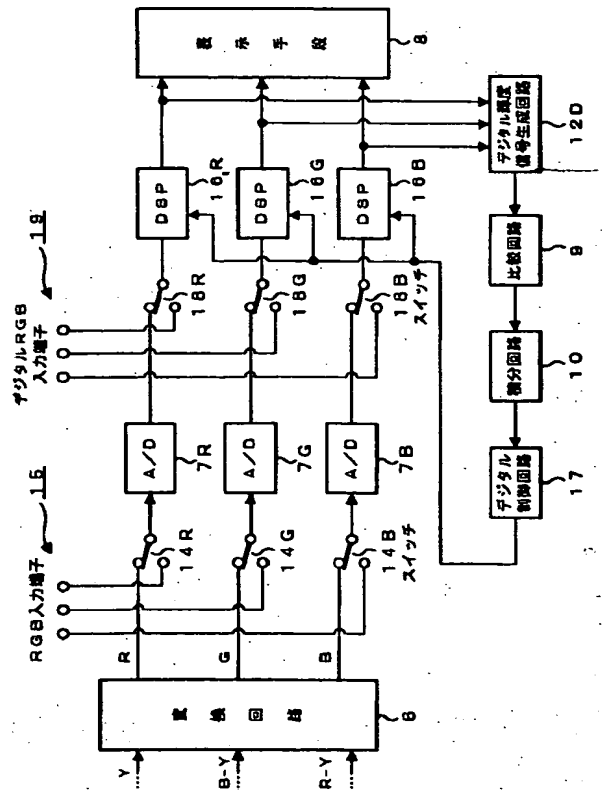 Y
B-Y
R-Y
変換回路
6
R
G
B
RGB入力端子
15
14R
14G
14B
スイッチ
A/D
7R
A/D
7G
A/D
7B
デジタルRGB
入力端子
19
18R
18G
18B
スイッチ
DSP
16R
DSP
16G
DSP
16B
表示手段
8
デジタル輝度
信号生成回路
12D
比較回路
9
積分回路
10
デジタル
制御回路
17